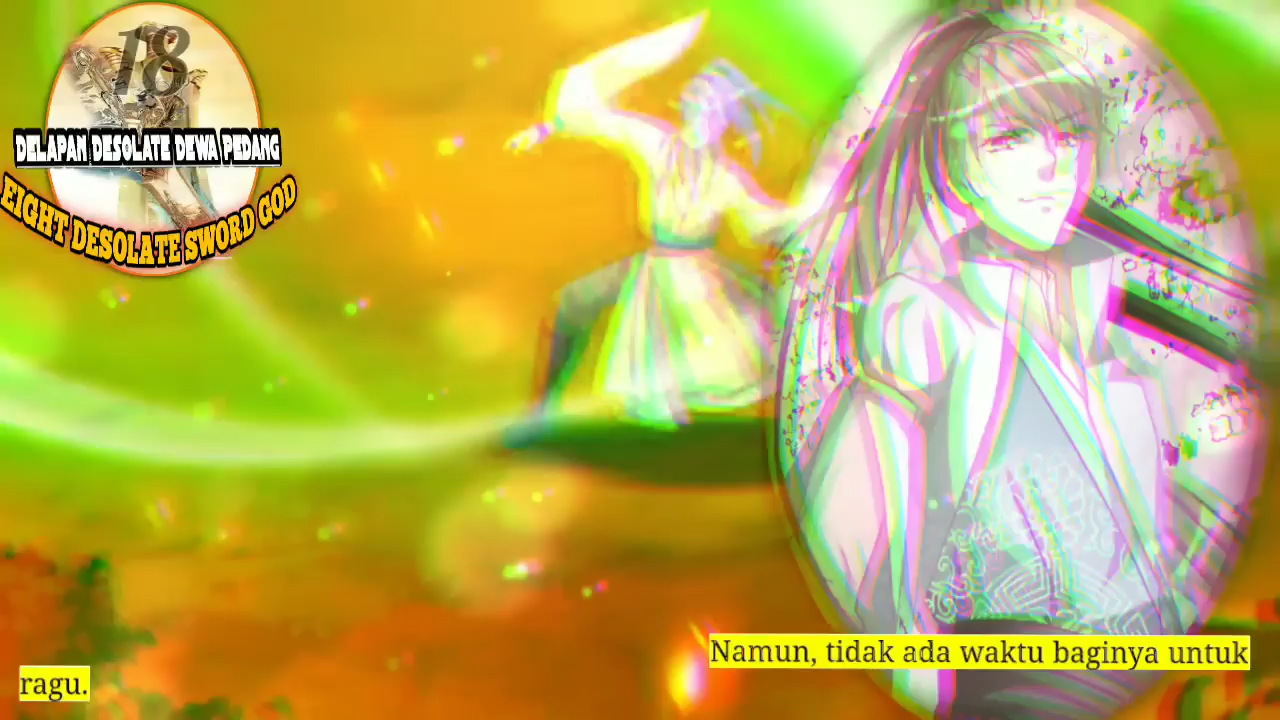 18
DELAPAN DESOLATE DEWA PEDANG
EIGHT DESOLATE SWORD GOD
Namun, tidak ada waktu baginya untuk
ragu.